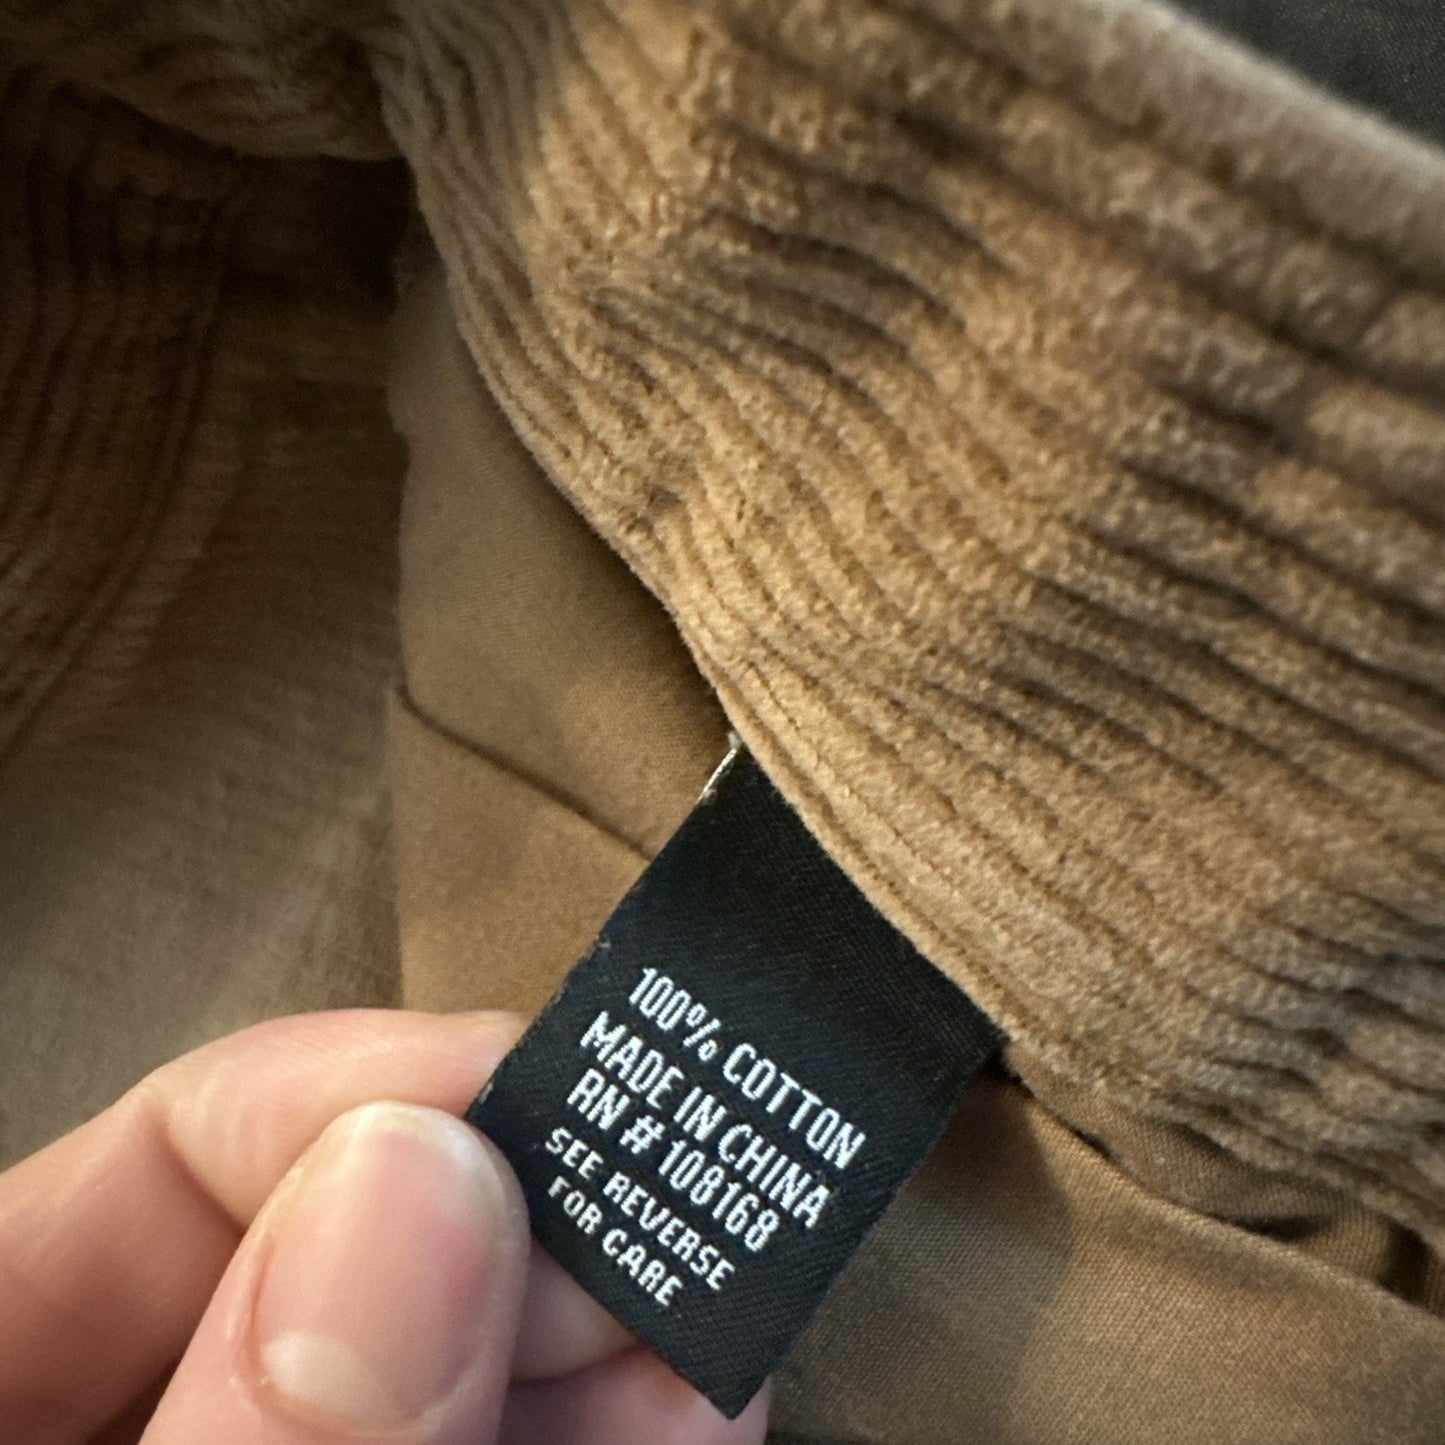 100% COTTON
MADE IN CHINA
RN # 108168
SEE REVERSE
FOR CARE